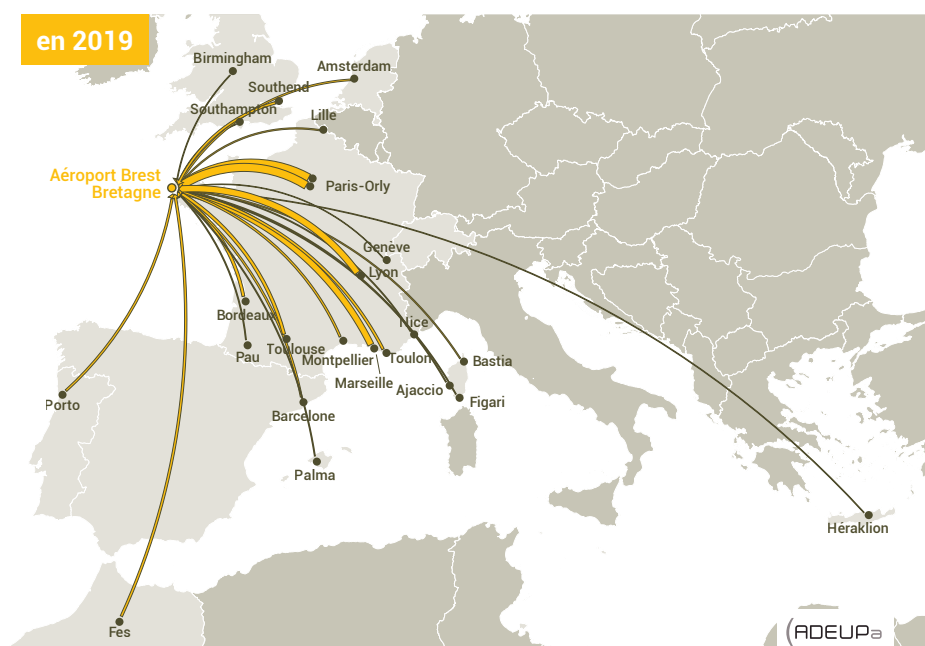 en 2019
Birmingham
Amsterdam
Southend
Southampton
Lille
Aéroport Brest
Bretagne
Paris-Orly
Genève
Lyon
Bordeaux
Nice
Pau
Toulouse
Montpellier
Toulon
Bastia
Marseille
Ajaccio
Figari
Porto
Barcelone
Palma
Héraklion
Fes
ADEUPa